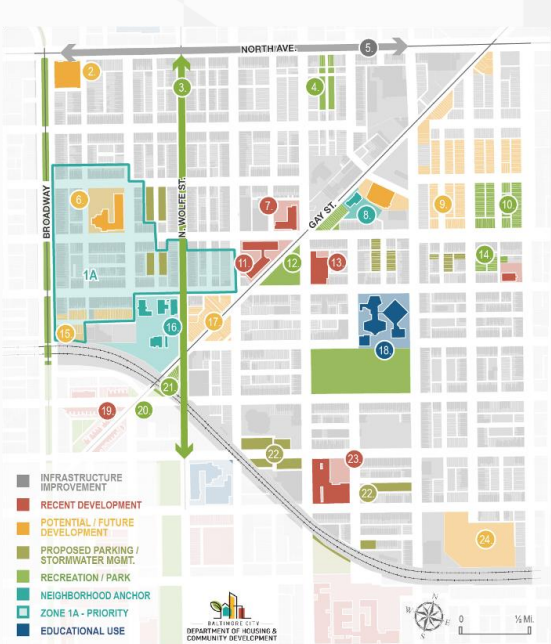 NORTH AVE.
5.
2.
3.
4.
BROADWAY
N. WOLFE ST.
GAY ST.
6
7.
8.
9.
10
1A
11.
12
13.
14
15
16
17
18.
21.
19.
20.
22
23.
22
24.
INFRASTRUCTURE
IMPROVEMENT
RECENT DEVELOPMENT
POTENTIAL / FUTURE
DEVELOPMENT
PROPOSED PARKING /
STORMWATER MGMT.
RECREATION / PARK
NEIGHBORHOOD ANCHOR
ZONE 1A - PRIORITY
EDUCATIONAL USE
BALTIMORE CITY
DEPARTMENT OF HOUSING &
COMMUNITY DEVELOPMENT
N
W
E
S
0
½ Mi.